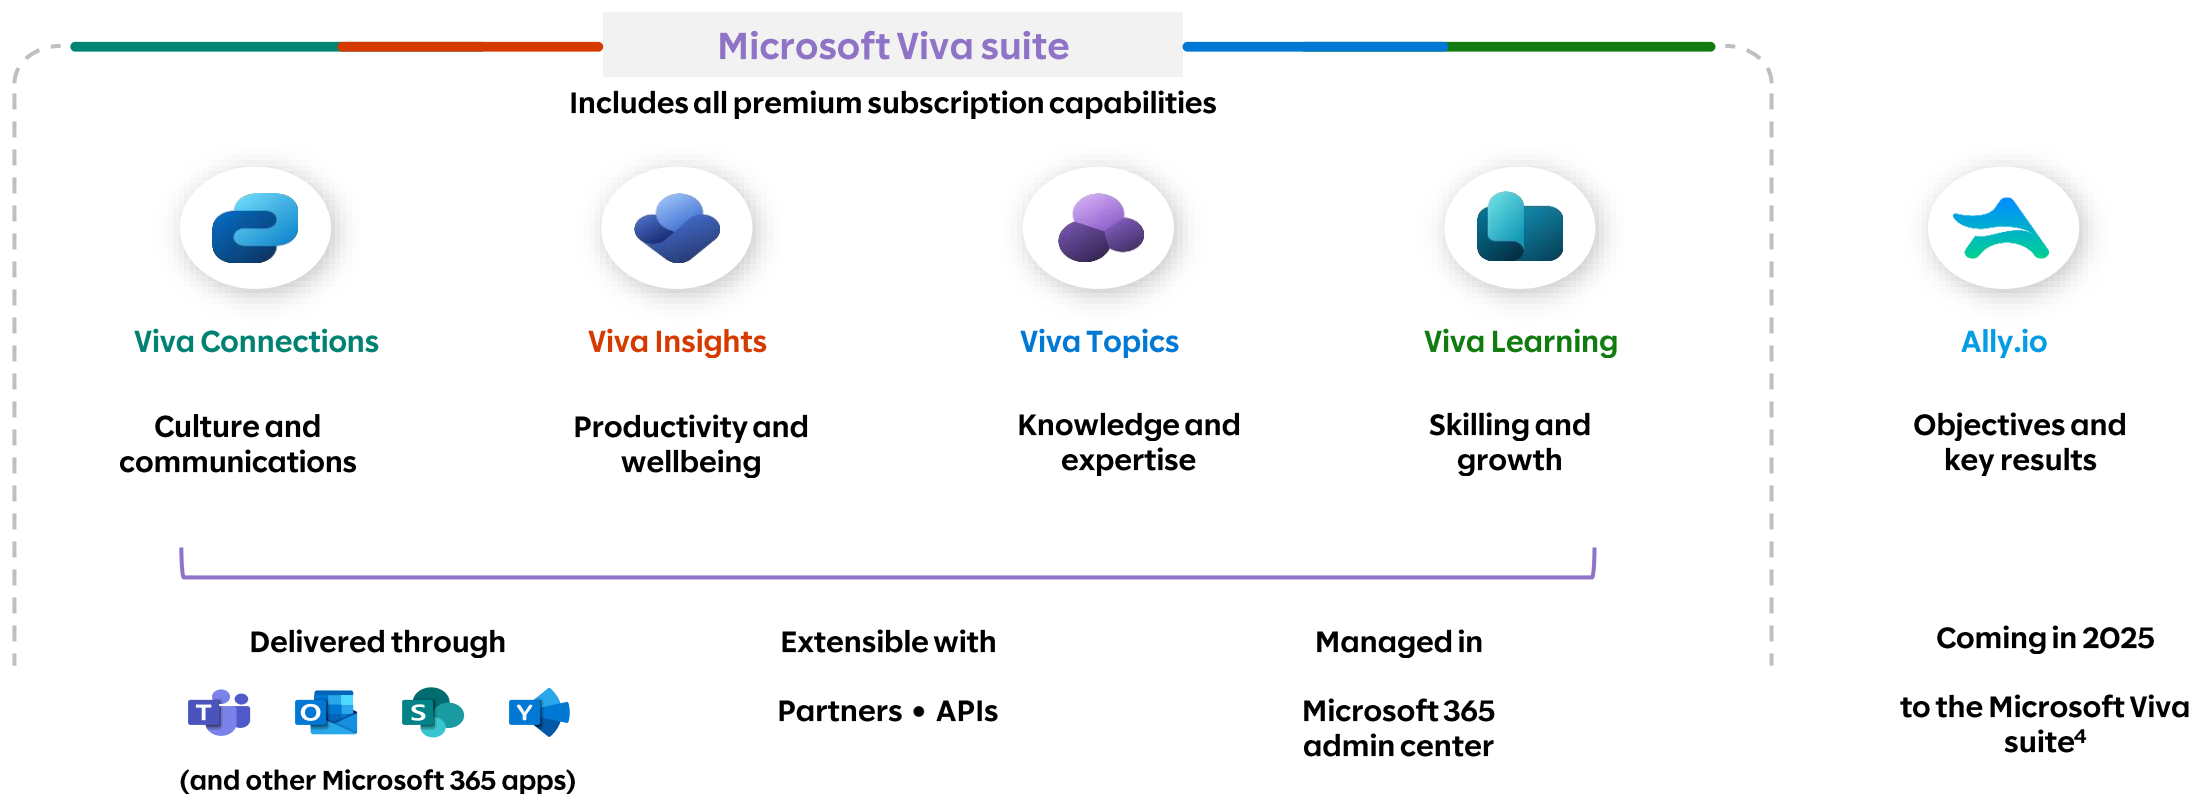 Microsoft Viva suite
Includes all premium subscription capabilities
Viva Connections
Viva Insights
Viva Topics
Viva Learning
Ally.io
Culture and
communications
Productivity and
wellbeing
Knowledge and
expertise
Skilling and
growth
Objectives and
key results
Delivered through
T
O
S
Y
(and other Microsoft 365 apps)
Extensible with
Partners • APIs
Managed in
Microsoft 365
admin center
Coming in 2025
to the Microsoft Viva
suite⁴